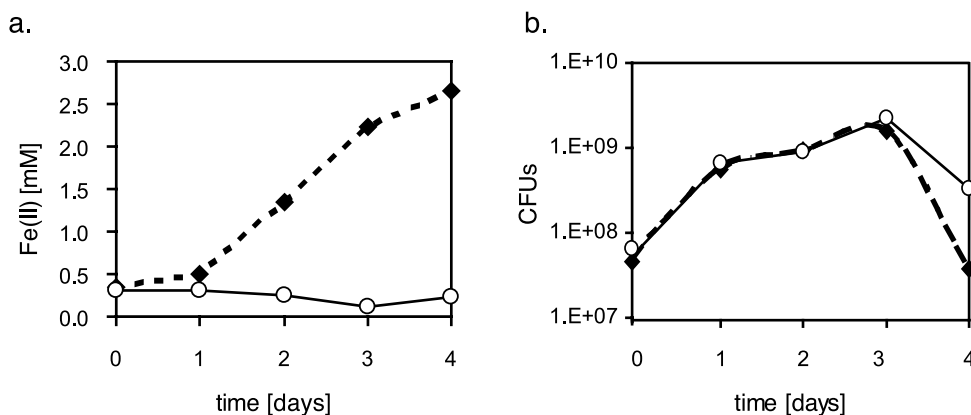 a.
3.0
2.5
2.0
1.5
1.0
0.5
0.0
Fe(II) [mM]
0 1 2 3 4
time [days]
b.
1.E+10
1.E+09
1.E+08
1.E+07
CFUs
0 1 2 3 4
time [days]